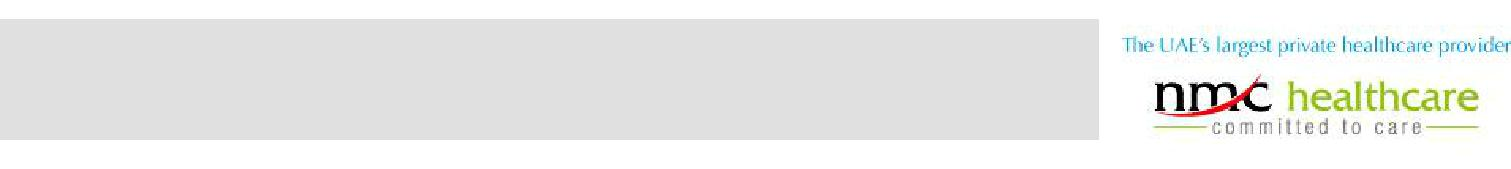 The UAE's largest private healthcare provider
nmc healthcare
committed to care